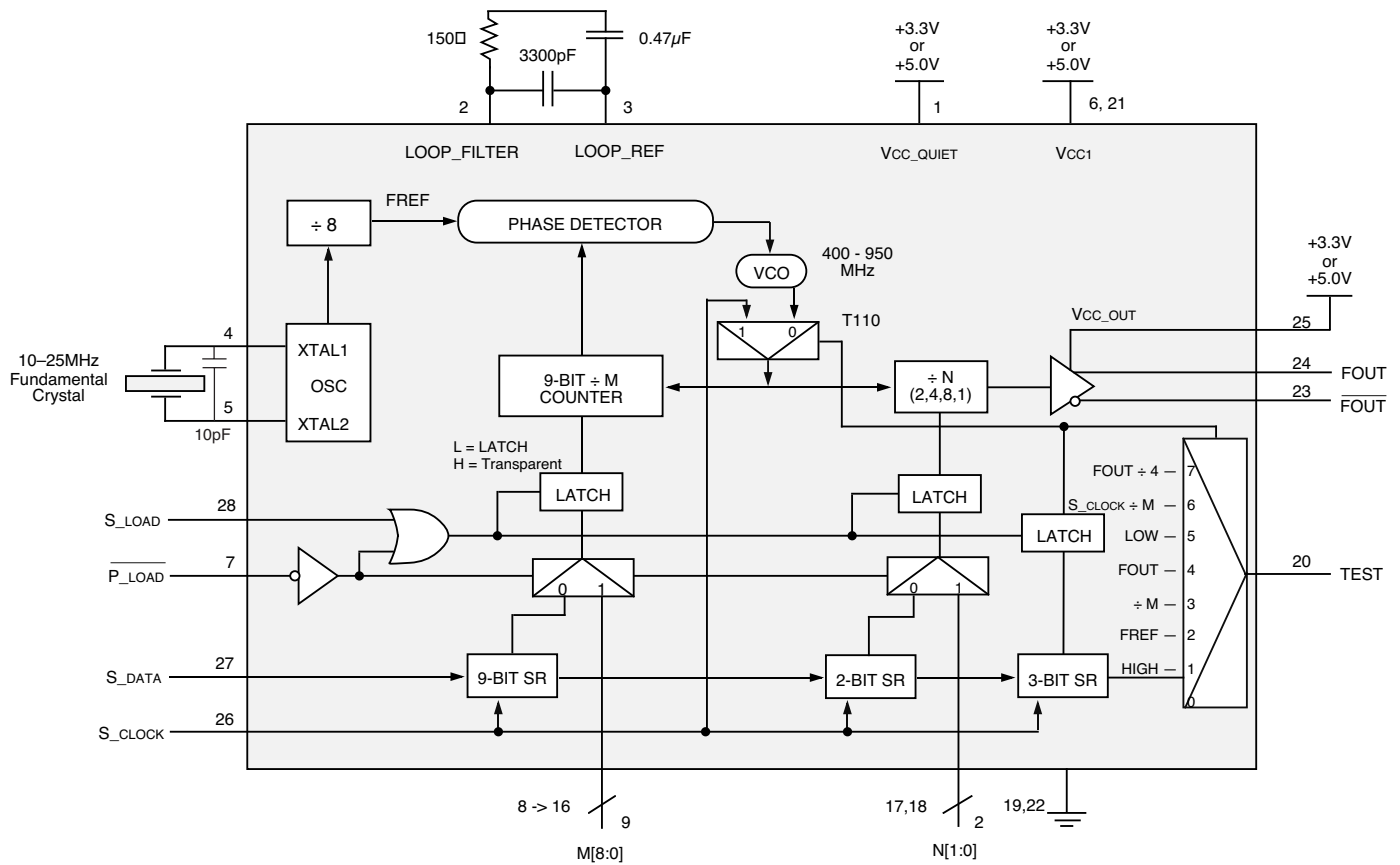 150□
3300pF
0.47µF
+3.3V
or
+5.0V
+3.3V
or
+5.0V
2
3
1
6, 21
LOOP_FILTER
LOOP_REF
VCC_QUIET
VCC1
÷ 8
FREF
PHASE DETECTOR
VCO
400 - 950
MHz
+3.3V
or
+5.0V
1
0
T110
VCC_OUT
25
10–25MHz
Fundamental
Crystal
4
XTAL1
OSC
XTAL2
5
10pF
9-BIT ÷ M
COUNTER
÷ N
(2,4,8,1)
24
FOUT
23
FOUT
L = LATCH
H = Transparent
LATCH
LATCH
LATCH
S_LOAD
28
P_LOAD
7
0
1
0
1
FOUT ÷ 4 – 7
S_CLOCK ÷ M – 6
LOW – 5
FOUT – 4
÷ M – 3
FREF – 2
HIGH – 1
0
20
TEST
S_DATA
27
9-BIT SR
2-BIT SR
3-BIT SR
S_CLOCK
26
8 -> 16
9
M[8:0]
17,18
2
N[1:0]
19,22